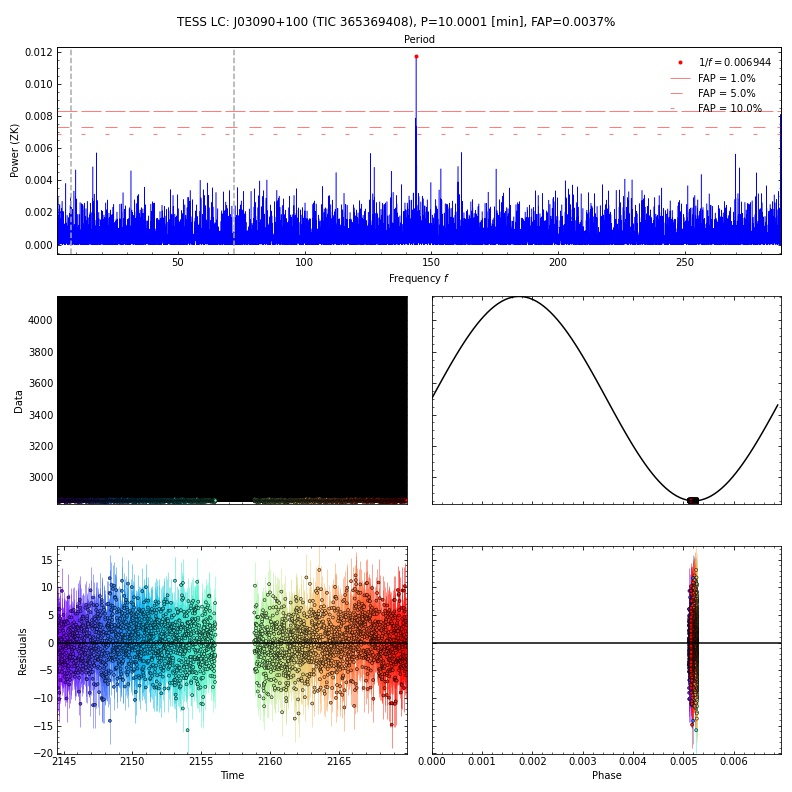 TESS LC: J03090+100 (TIC 365369408), P=10.0001 [min], FAP=0.0037%
Period
0.012
0.010
0.008
0.006
0.004
0.002
0.000
Power (ZK)
1/f = 0.006944
FAP = 1.0%
FAP = 5.0%
FAP = 10.0%
50 100 150 200 250
Frequency f
4000
3800
3600
3400
3200
3000
Data
15
10
5
0
−5
−10
−15
−20
Residuals
2145 2150 2155 2160 2165
Time
0.000 0.001 0.002 0.003 0.004 0.005 0.006
Phase